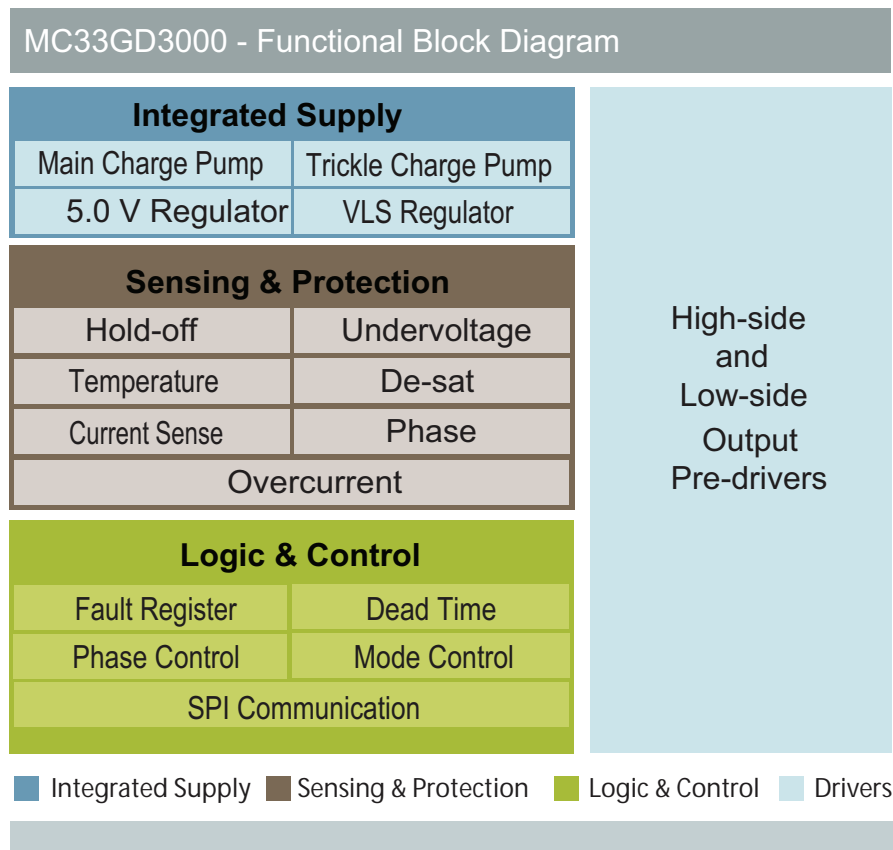 MC33GD3000 - Functional Block Diagram
Integrated Supply
Main Charge Pump
Trickle Charge Pump
5.0 V Regulator
VLS Regulator
Sensing & Protection
Hold-off
Undervoltage
Temperature
De-sat
Current Sense
Phase
Overcurrent
Logic & Control
Fault Register
Dead Time
Phase Control
Mode Control
SPI Communication
High-side
and
Low-side
Output
Pre-drivers
Integrated Supply
Sensing & Protection
Logic & Control
Drivers